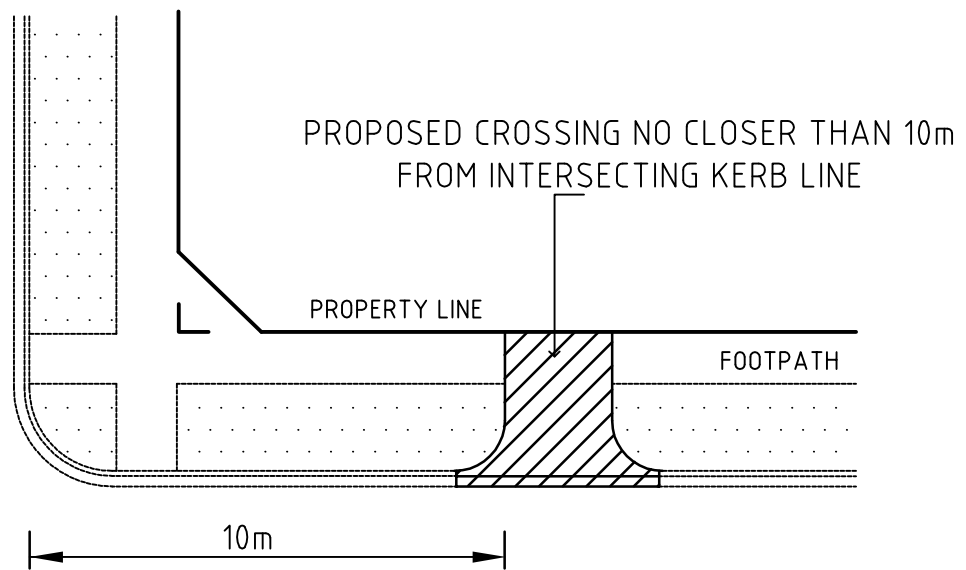 PROPOSED CROSSING NO CLOSER THAN 10m
FROM INTERSECTING KERB LINE
PROPERTY LINE
FOOTPATH
10m